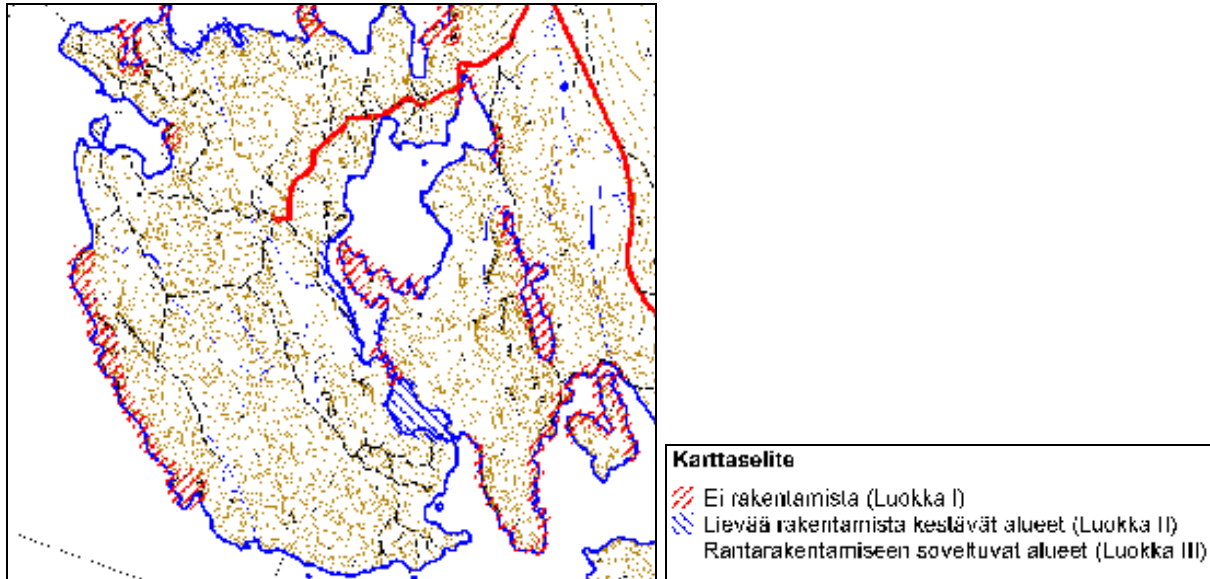 Karttaselite
Ei rakentamista (Luokka I)
Lievää rakentamista kestävät alueet (Luokka II)
Rantarakentamiseen soveltuvat alueet (Luokka III)